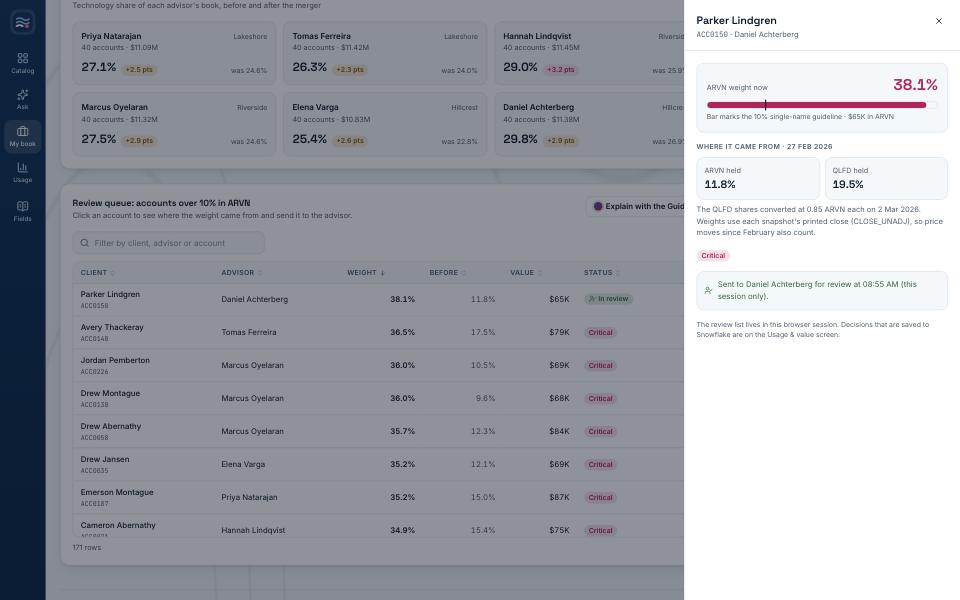 Catalog
Ask
My book
Usage
Fields
Technology share of each advisor's book, before and after the merger
Priya Natarajan
Lakeshore
40 accounts · $11.09M
27.1%
+2.5 pts
was 24.6%
Tomas Ferreira
Lakeshore
40 accounts · $11.42M
26.3%
+2.3 pts
was 24.0%
Hannah Lindqvist
40 accounts · $11.45M
29.0%
+3.2 pts
was 25.9
Marcus Oyelaran
Riverside
40 accounts · $11.32M
27.5%
+2.9 pts
was 24.6%
Elena Varga
Hillcrest
40 accounts · $10.83M
25.4%
+2.6 pts
was 22.8%
Daniel Achterberg
40 accounts · $11.38M
29.8%
+2.9 pts
was 26.9
Review queue: accounts over 10% in ARVN
Click an account to see where the weight came from and send it to the advisor.
Explain with the Guid
Filter by client, advisor or account
CLIENT ADVISOR WEIGHT ↓ BEFORE VALUE STATUS
Parker Lindgren Daniel Achterberg 38.1% 11.8% $65K In review
ACC0150
Avery Thackeray Tomas Ferreira 36.5% 17.5% $79K Critical
ACC0148
Jordan Pemberton Marcus Oyelaran 36.0% 10.5% $69K Critical
ACC0226
Drew Montague Marcus Oyelaran 36.0% 9.6% $68K Critical
ACC0138
Drew Abernathy Marcus Oyelaran 35.7% 12.3% $84K Critical
ACC0058
Drew Jansen Elena Varga 35.2% 12.1% $69K Critical
ACC0035
Emerson Montague Priya Natarajan 35.2% 15.0% $87K Critical
ACC0187
Cameron Abernathy Hannah Lindqvist 34.9% 15.4% $75K Critical
171 rows
Parker Lindgren
ACC0150 · Daniel Achterberg
ARVN weight now
38.1%
Bar marks the 10% single-name guideline · $65K in ARVN
WHERE IT CAME FROM · 27 FEB 2026
ARVN held
11.8%
QLFD held
19.5%
The QLFD shares converted at 0.85 ARVN each on 2 Mar 2026.
Weights use each snapshot's printed close (CLOSE_UNADJ), so price
moves since February also count.
Critical
Sent to Daniel Achterberg for review at 08:55 AM (this
session only).
The review list lives in this browser session. Decisions that are saved to
Snowflake are on the Usage & value screen.